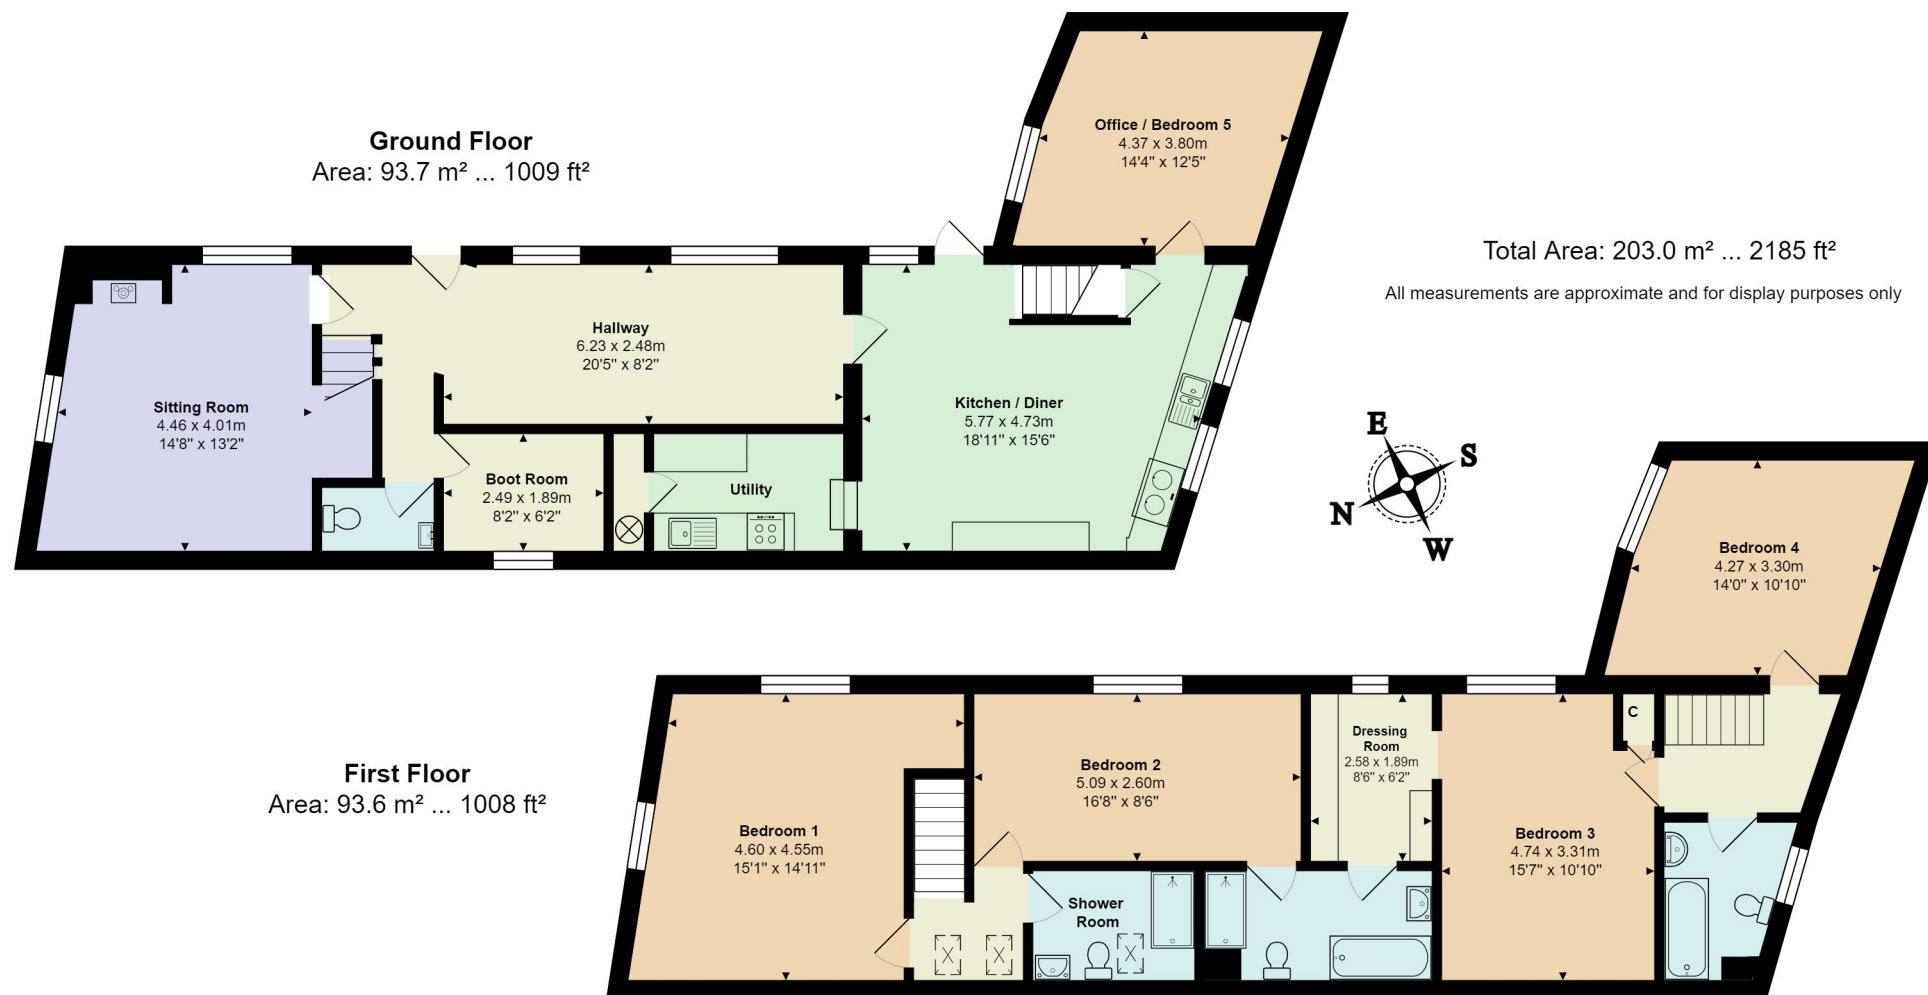 Ground Floor
Area: 93.7 m² ... 1009 ft²
Office / Bedroom 5
4.37 x 3.80m
14'4" x 12'5"
Total Area: 203.0 m² ... 2185 ft²
All measurements are approximate and for display purposes only
Hallway
6.23 x 2.48m
20'5" x 8'2"
Sitting Room
4.46 x 4.01m
14'8" x 13'2"
Kitchen / Diner
5.77 x 4.73m
18'11" x 15'6"
Boot Room
2.49 x 1.89m
8'2" x 6'2"
Utility
E
S
N
W
Bedroom 4
4.27 x 3.30m
14'0" x 10'10"
First Floor
Area: 93.6 m² ... 1008 ft²
Bedroom 1
4.60 x 4.55m
15'1" x 14'11"
Bedroom 2
5.09 x 2.60m
16'8" x 8'6"
Dressing
Room
2.58 x 1.89m
8'6" x 6'2"
C
Bedroom 3
4.74 x 3.31m
15'7" x 10'10"
Shower
Room